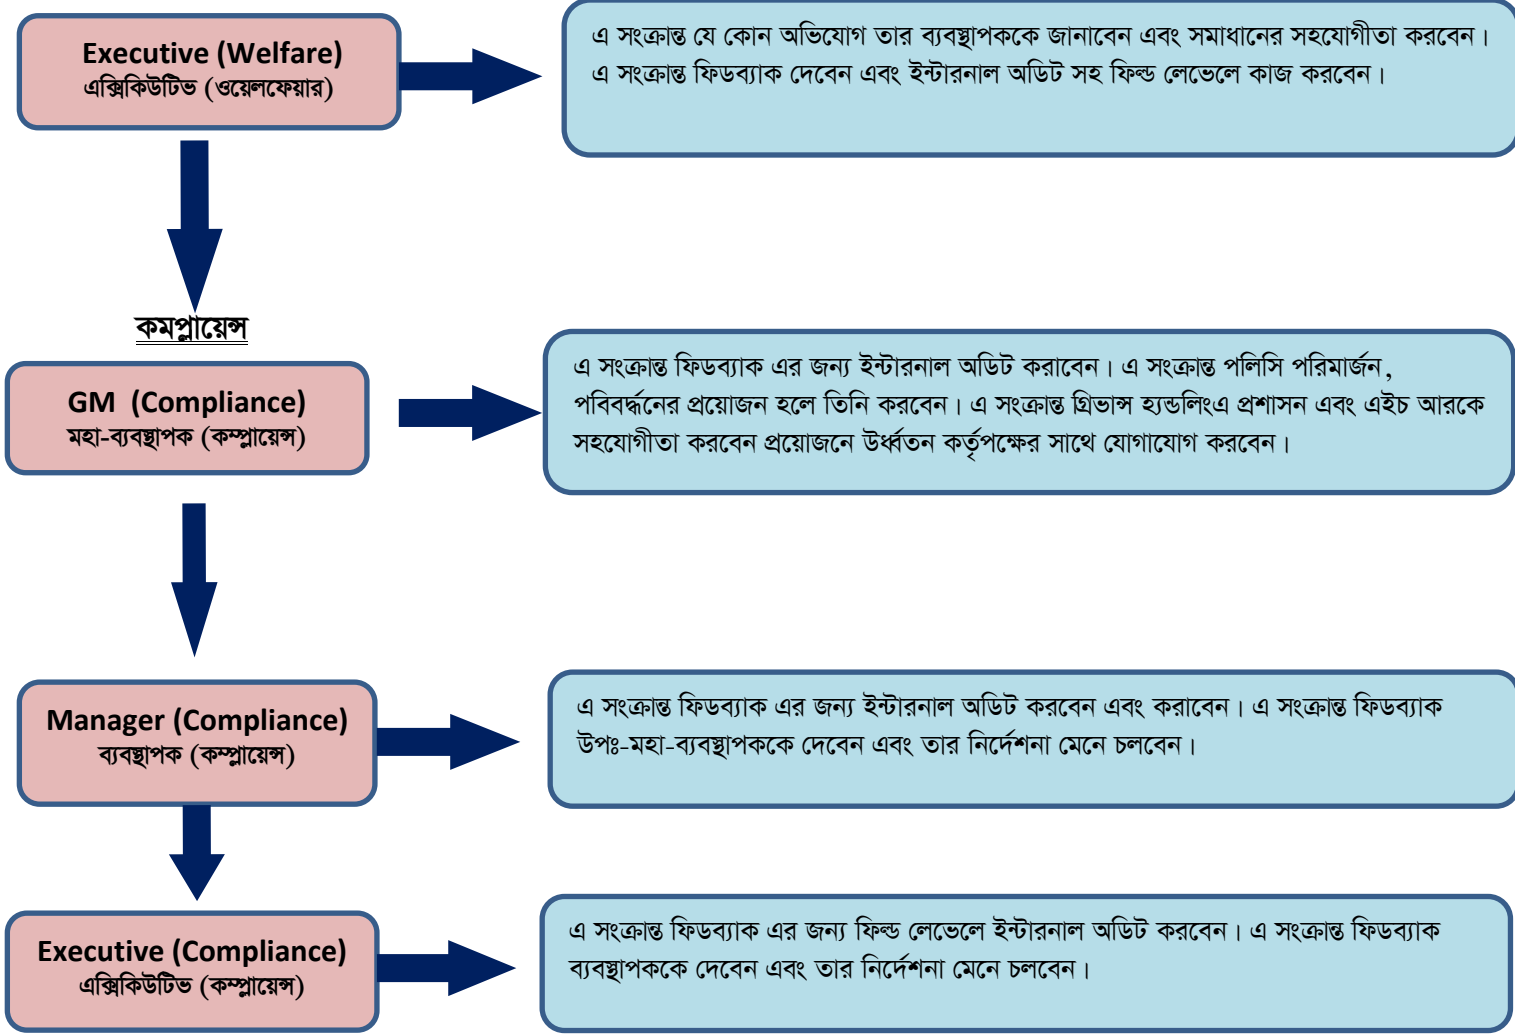 Executive (Welfare)
এক্সিকিউটিভ (ওয়েলফেয়ার)
এ সংক্রান্ত যে কোন অভিযোগ তার ব্যবস্থাপককে জানাবেন এবং সমাধানের সহযোগীতা করবেন।
এ সংক্রান্ত ফিডব্যাক দেবেন এবং ইন্টারনাল অডিট সহ ফিল্ড লেভেলে কাজ করবেন।
কমপ্লায়েন্স
GM (Compliance)
মহা-ব্যবস্থাপক (কম্প্লায়েন্স)
এ সংক্রান্ত ফিডব্যাক এর জন্য ইন্টারনাল অডিট করাবেন। এ সংক্রান্ত পলিসি পরিমার্জন,
পবিবর্দ্ধনের প্রয়োজন হলে তিনি করবেন। এ সংক্রান্ত গ্রিভান্স হ্যন্ডলিংএ প্রশাসন এবং এইচ আরকে
সহযোগীতা করবেন প্রয়োজনে উর্ধ্বতন কর্তৃপক্ষের সাথে যোগাযোগ করবেন।
Manager (Compliance)
ব্যবস্থাপক (কম্প্লায়েন্স)
এ সংক্রান্ত ফিডব্যাক এর জন্য ইন্টারনাল অডিট করবেন এবং করাবেন। এ সংক্রান্ত ফিডব্যাক
উপঃ-মহা-ব্যবস্থাপককে দেবেন এবং তার নির্দেশনা মেনে চলবেন।
Executive (Compliance)
এক্সিকিউটিভ (কম্প্লায়েন্স)
এ সংক্রান্ত ফিডব্যাক এর জন্য ফিল্ড লেভেলে ইন্টারনাল অডিট করবেন। এ সংক্রান্ত ফিডব্যাক
ব্যবস্থাপককে দেবেন এবং তার নির্দেশনা মেনে চলবেন।